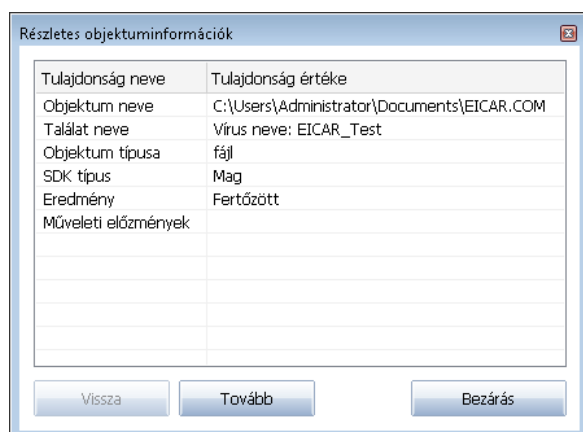 Részletes objektuminformációk
Tulajdonság neve Tulajdonság értéke
Objektum neve C:\Users\Administrator\Documents\EICAR.COM
Találat neve Vírus neve: EICAR_Test
Objektum típusa fájl
SDK típus Mag
Eredmény Fertőzött
Műveleti előzmények
Vissza Tovább Bezárás